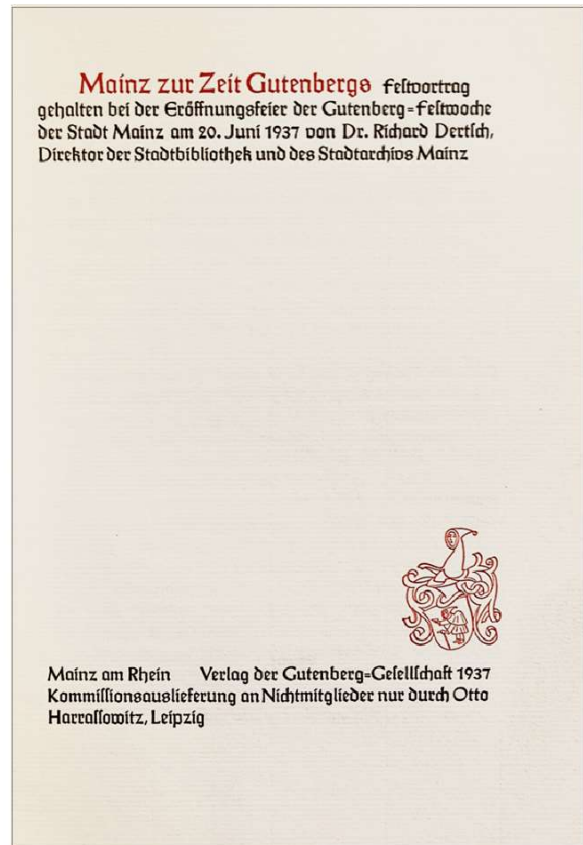 Mainz zur Zeit Gutenbergs Feſtvortrag
gehalten bei der Eröffnungsfeier der Gutenberg=Feſtwoche
der Stadt Mainz am 20. Juni 1937 von Dr. Richard Dertſch,
Direktor der Stadtbibliothek und des Stadtarchivs Mainz
Mainz am Rhein Verlag der Gutenberg=Geſellſchaft 1937
Kommiſſionsauslieferung an Nichtmitglieder nur durch Otto
Harraſſowitz, Leipzig